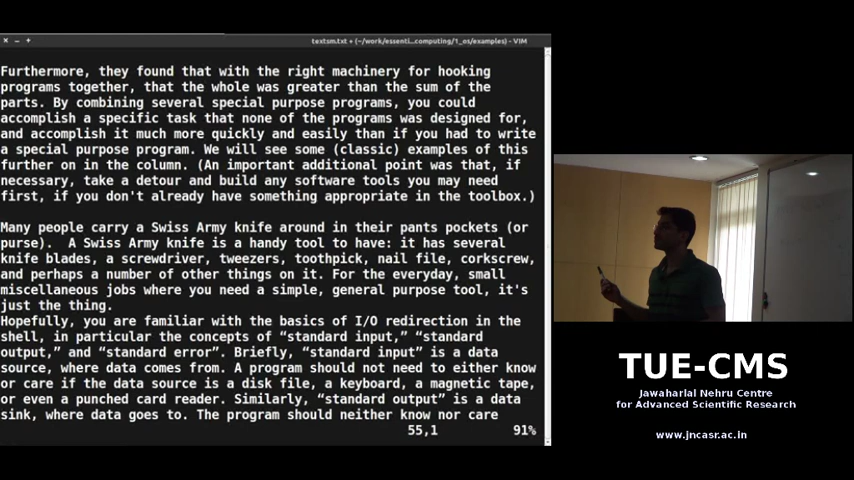 textsm.txt + (~/work/essenti...computing/1_os/examples) - VIM
Furthermore, they found that with the right machinery for hooking
programs together, that the whole was greater than the sum of the
parts. By combining several special purpose programs, you could
accomplish a specific task that none of the programs was designed for,
and accomplish it much more quickly and easily than if you had to write
a special purpose program. We will see some (classic) examples of this
further on in the column. (An important additional point was that, if
necessary, take a detour and build any software tools you may need
first, if you don't already have something appropriate in the toolbox.)
Many people carry a Swiss Army knife around in their pants pockets (or
purse).  A Swiss Army knife is a handy tool to have: it has several
knife blades, a screwdriver, tweezers, toothpick, nail file, corkscrew,
and perhaps a number of other things on it. For the everyday, small
miscellaneous jobs where you need a simple, general purpose tool, it's
just the thing.
Hopefully, you are familiar with the basics of I/O redirection in the
shell, in particular the concepts of “standard input,” “standard
output,” and “standard error”. Briefly, “standard input” is a data
source, where data comes from. A program should not need to either know
or care if the data source is a disk file, a keyboard, a magnetic tape,
or even a punched card reader. Similarly, “standard output” is a data
sink, where data goes to. The program should neither know nor care
55,1 91%
TUE-CMS
Jawaharlal Nehru Centre
for Advanced Scientific Research
www.jncasr.ac.in